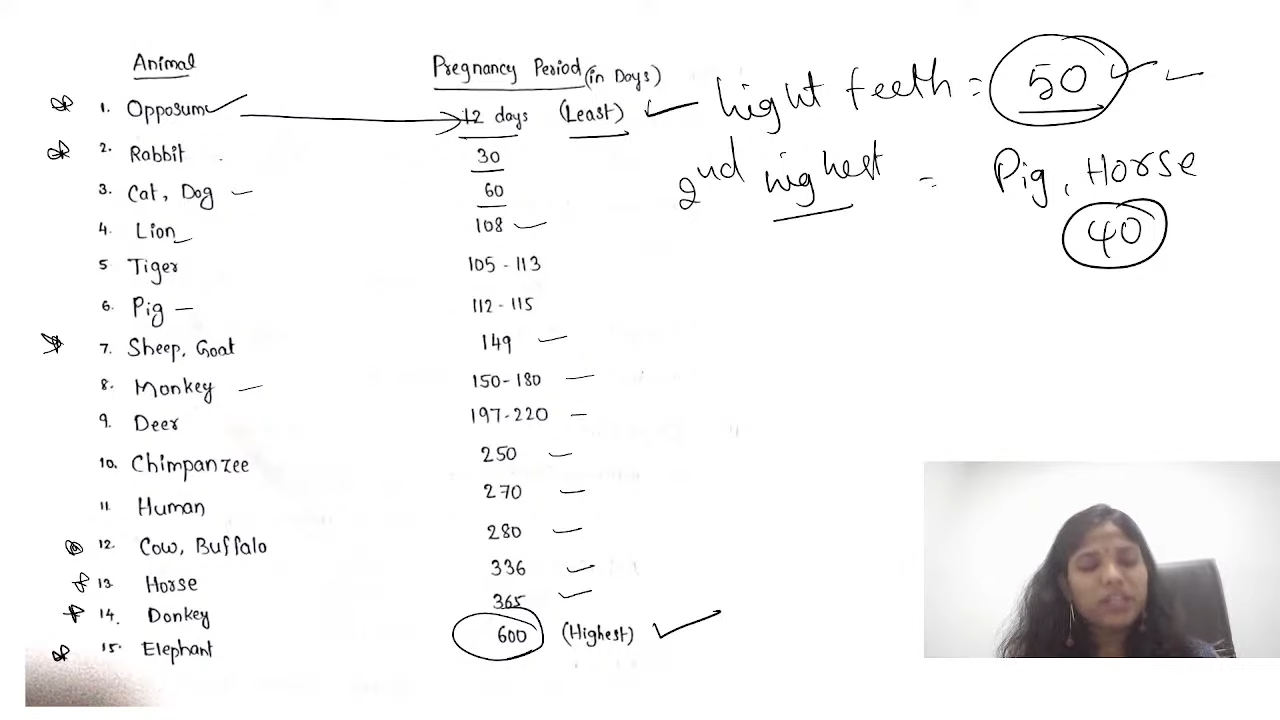 Animal Pregnancy Period (in Days)
1. Opposum 12 days (Least)
2. Rabbit 30
3. Cat, Dog 60
4. Lion 108
5 Tiger 105 - 113
6. Pig 112 - 115
7. Sheep, Goat 149
8. Monkey 150-180
9. Deer 197-220
10. Chimpanzee 250
11. Human 270
12. Cow, Buffalo 280
13. Horse 336
14. Donkey 365
15. Elephant 600 (Highest)
hight teeth = 50
2nd highest = Pig, Horse
40